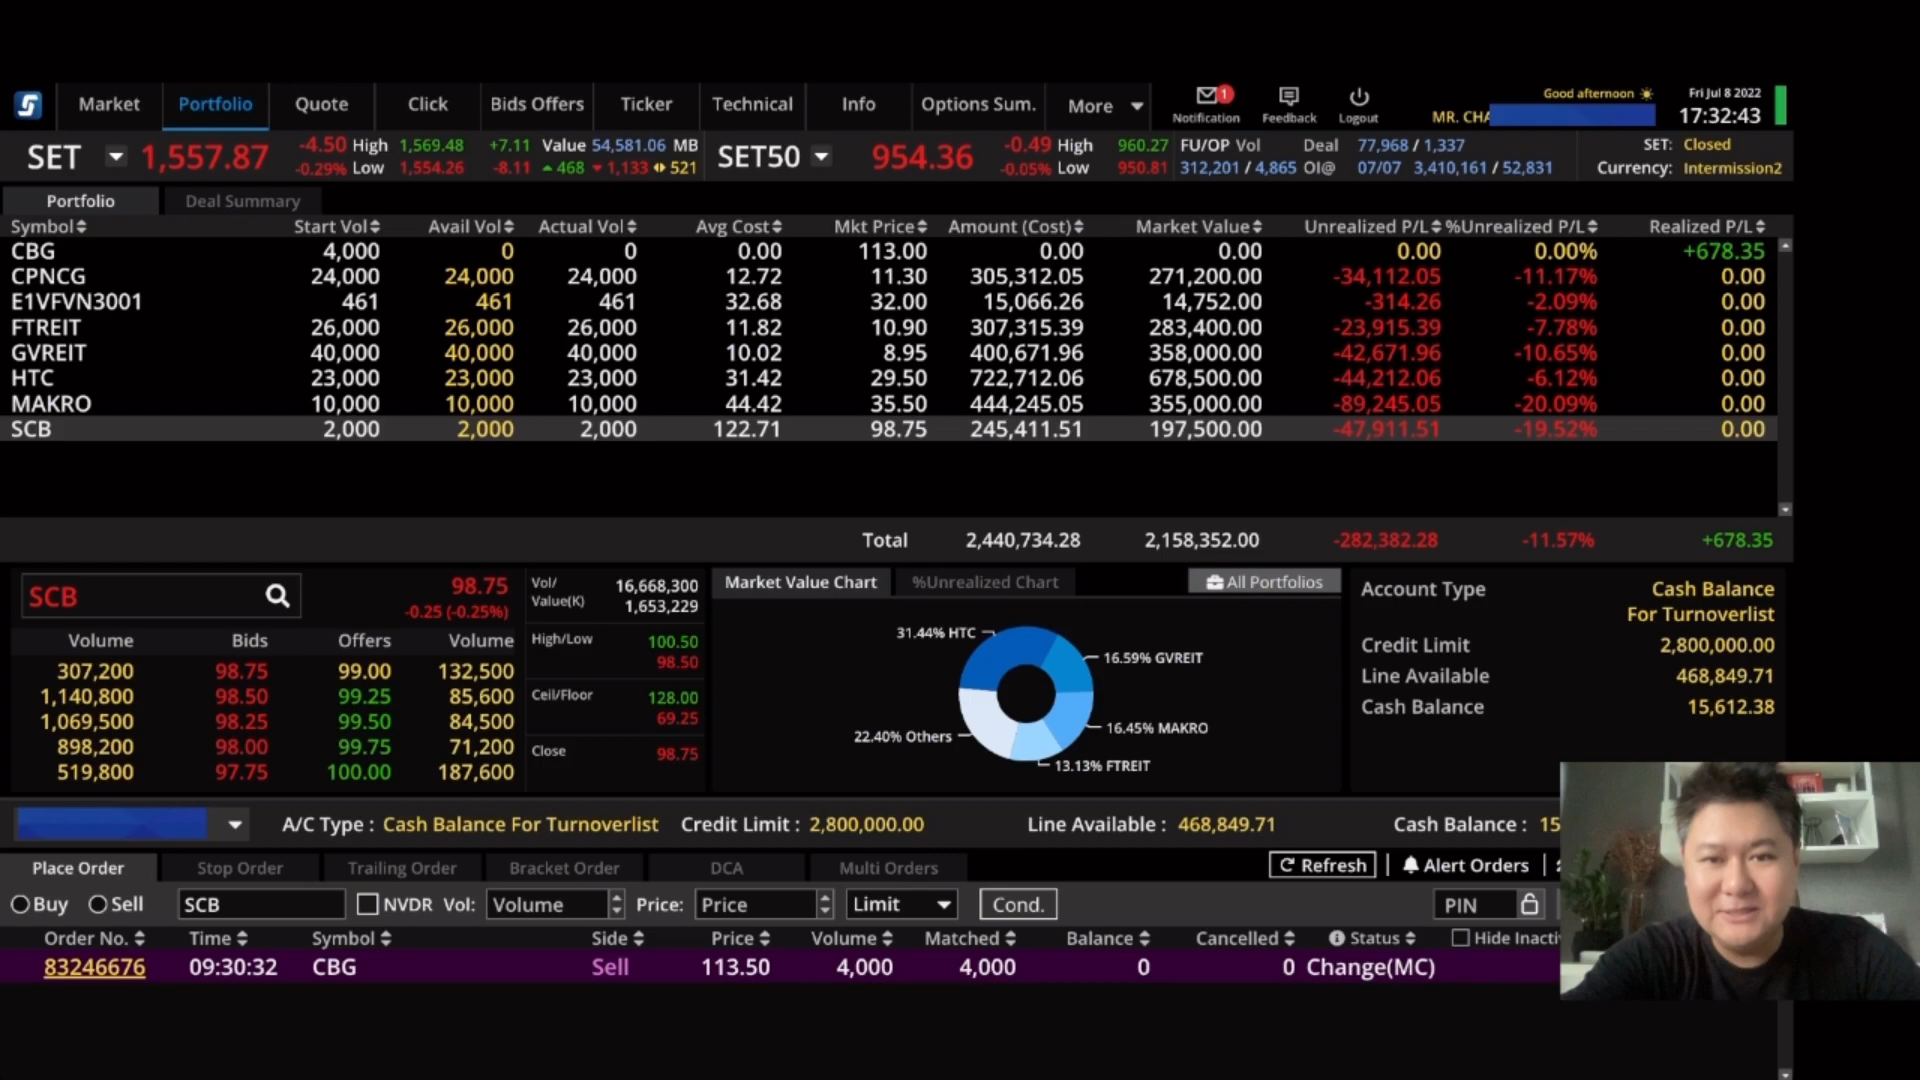 Market Portfolio Quote Click Bids Offers Ticker Technical Info Options Sum. More Notification 1 Feedback Logout
Good afternoon
MR. CHA
Fri Jul 8 2022
17:32:43
SET 1,557.87 -4.50 High 1,569.48 +7.11 Value 54,581.06 MB
-0.29% Low 1,554.26 -8.11 468 1,133 521
SET50 954.36 -0.49 High 960.27 FU/OP Vol Deal 77,968 / 1,337
-0.05% Low 950.81 312,201 / 4,865 OI@ 07/07 3,410,161 / 52,831
SET: Closed
Currency: Intermission2
Portfolio Deal Summary
Symbol Start Vol Avail Vol Actual Vol Avg Cost Mkt Price Amount (Cost) Market Value Unrealized P/L %Unrealized P/L Realized P/L
CBG 4,000 0 0 0.00 113.00 0.00 0.00 0.00 0.00% +678.35
CPNCG 24,000 24,000 24,000 12.72 11.30 305,312.05 271,200.00 -34,112.05 -11.17% 0.00
E1VFVN3001 461 461 461 32.68 32.00 15,066.26 14,752.00 -314.26 -2.09% 0.00
FTREIT 26,000 26,000 26,000 11.82 10.90 307,315.39 283,400.00 -23,915.39 -7.78% 0.00
GVREIT 40,000 40,000 40,000 10.02 8.95 400,671.96 358,000.00 -42,671.96 -10.65% 0.00
HTC 23,000 23,000 23,000 31.42 29.50 722,712.06 678,500.00 -44,212.06 -6.12% 0.00
MAKRO 10,000 10,000 10,000 44.42 35.50 444,245.05 355,000.00 -89,245.05 -20.09% 0.00
SCB 2,000 2,000 2,000 122.71 98.75 245,411.51 197,500.00 -47,911.51 -19.52% 0.00
Total 2,440,734.28 2,158,352.00 -282,382.28 -11.57% +678.35
SCB 98.75
-0.25 (-0.25%)
Volume Bids Offers Volume
307,200 98.75 99.00 132,500
1,140,800 98.50 99.25 85,600
1,069,500 98.25 99.50 84,500
898,200 98.00 99.75 71,200
519,800 97.75 100.00 187,600
Vol/ 16,668,300
Value(K) 1,653,229
High/Low 100.50
98.50
Ceil/Floor 128.00
69.25
Close 98.75
Market Value Chart %Unrealized Chart All Portfolios
31.44% HTC
16.59% GVREIT
16.45% MAKRO
22.40% Others
13.13% FTREIT
Account Type Cash Balance
For Turnoverlist
Credit Limit 2,800,000.00
Line Available 468,849.71
Cash Balance 15,612.38
A/C Type : Cash Balance For Turnoverlist Credit Limit : 2,800,000.00 Line Available : 468,849.71 Cash Balance : 15
Place Order Stop Order Trailing Order Bracket Order DCA Multi Orders Refresh Alert Orders
Buy Sell SCB NVDR Vol: Volume Price: Price Limit Cond. PIN
Order No. Time Symbol Side Price Volume Matched Balance Cancelled Status Hide Inacti
83246676 09:30:32 CBG Sell 113.50 4,000 4,000 0 0 Change(MC)